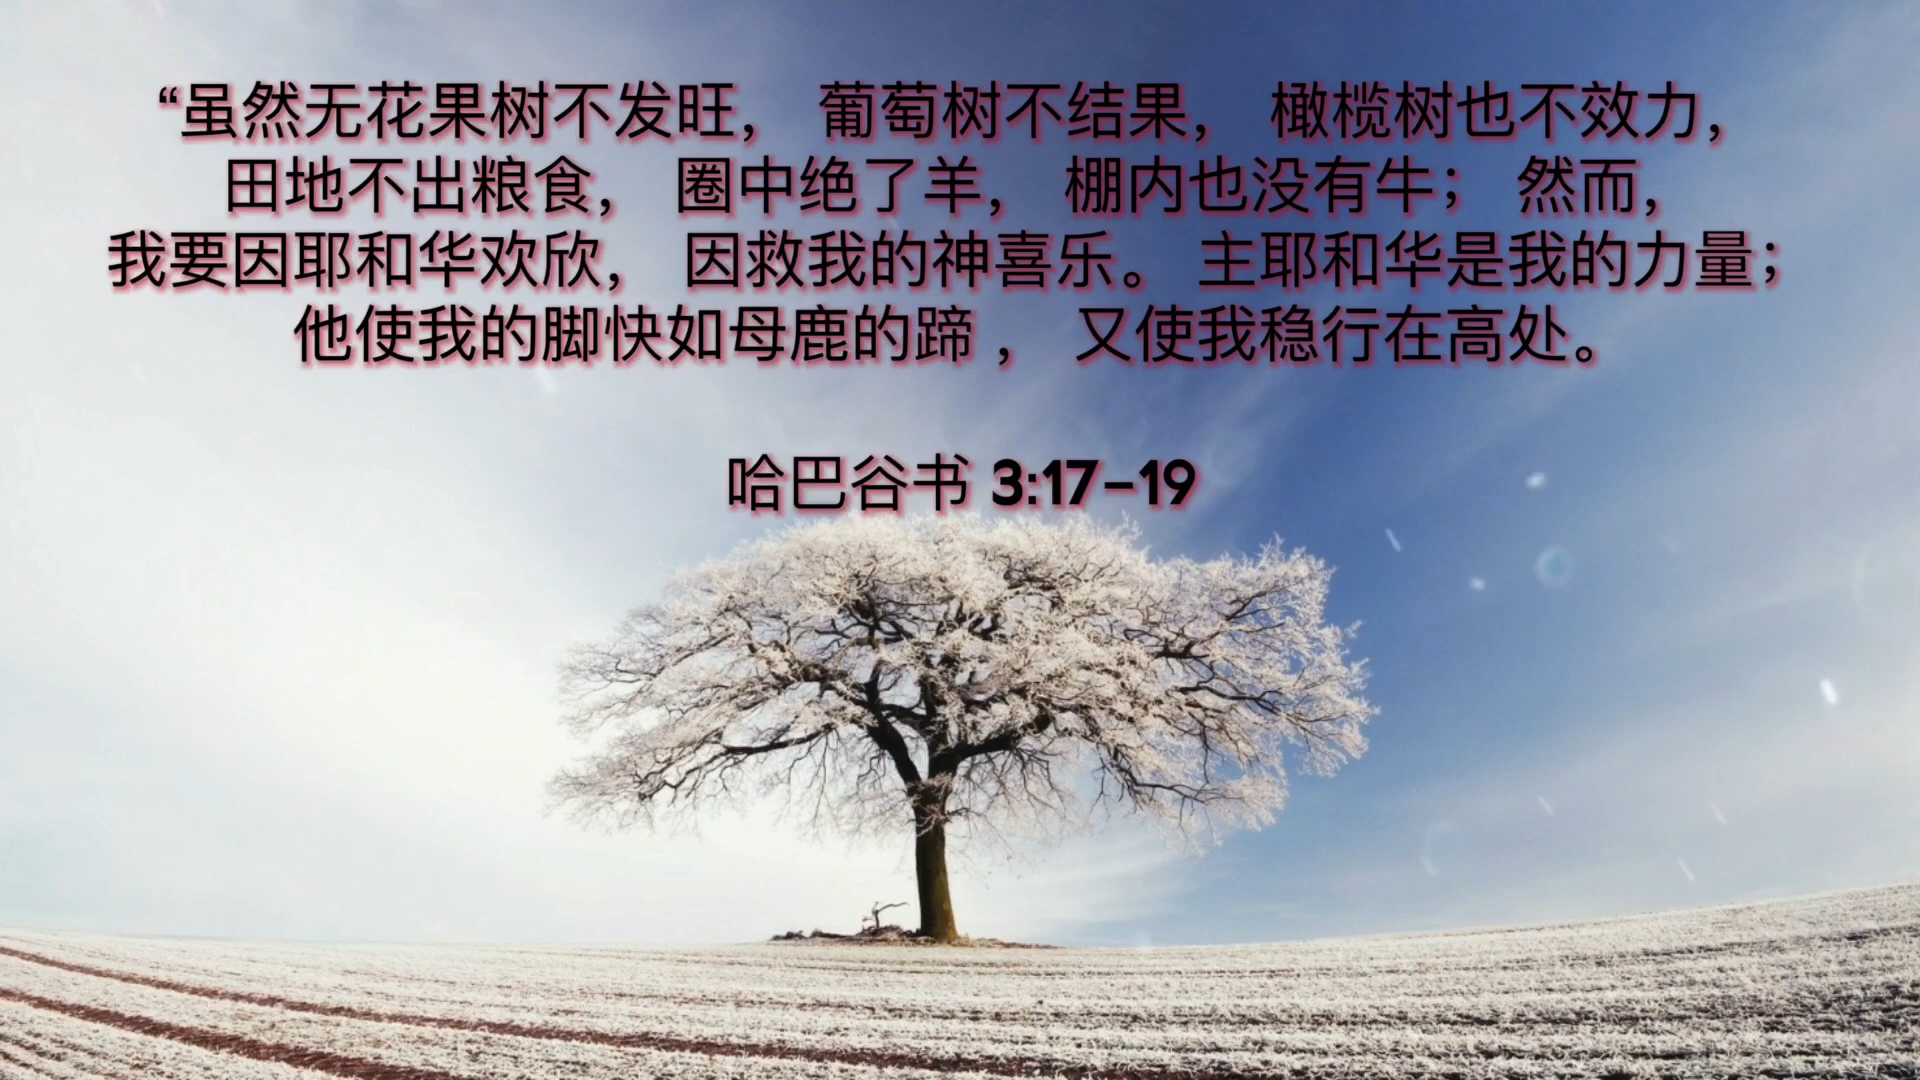 “虽然无花果树不发旺， 葡萄树不结果， 橄榄树也不效力，
田地不出粮食， 圈中绝了羊， 棚内也没有牛； 然而，
我要因耶和华欢欣， 因救我的神喜乐。 主耶和华是我的力量；
他使我的脚快如母鹿的蹄 ， 又使我稳行在高处。
哈巴谷书 3:17-19